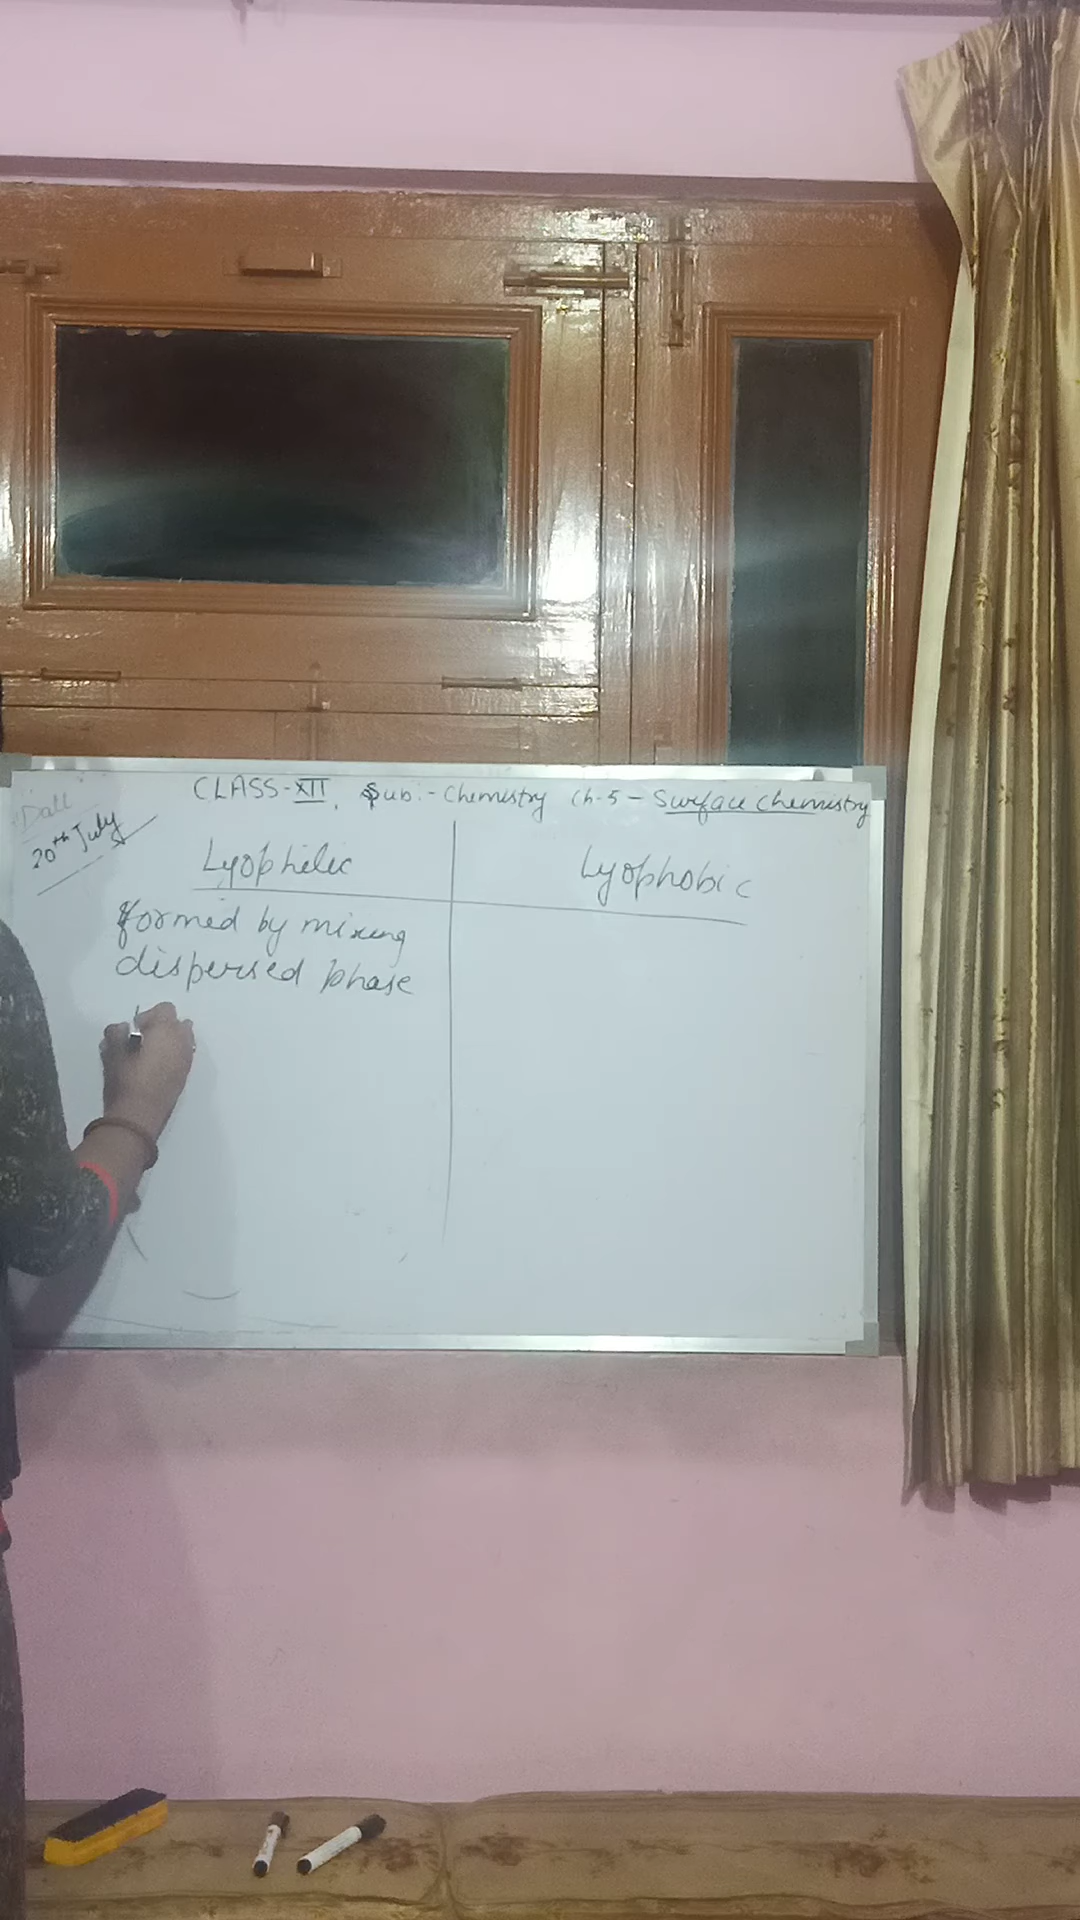 CLASS-XII, Sub:- Chemistry Ch-5 - Surface Chemistry
Date
20th July
Lyophilic
Lyophobic
formed by mixing
dispersed phase